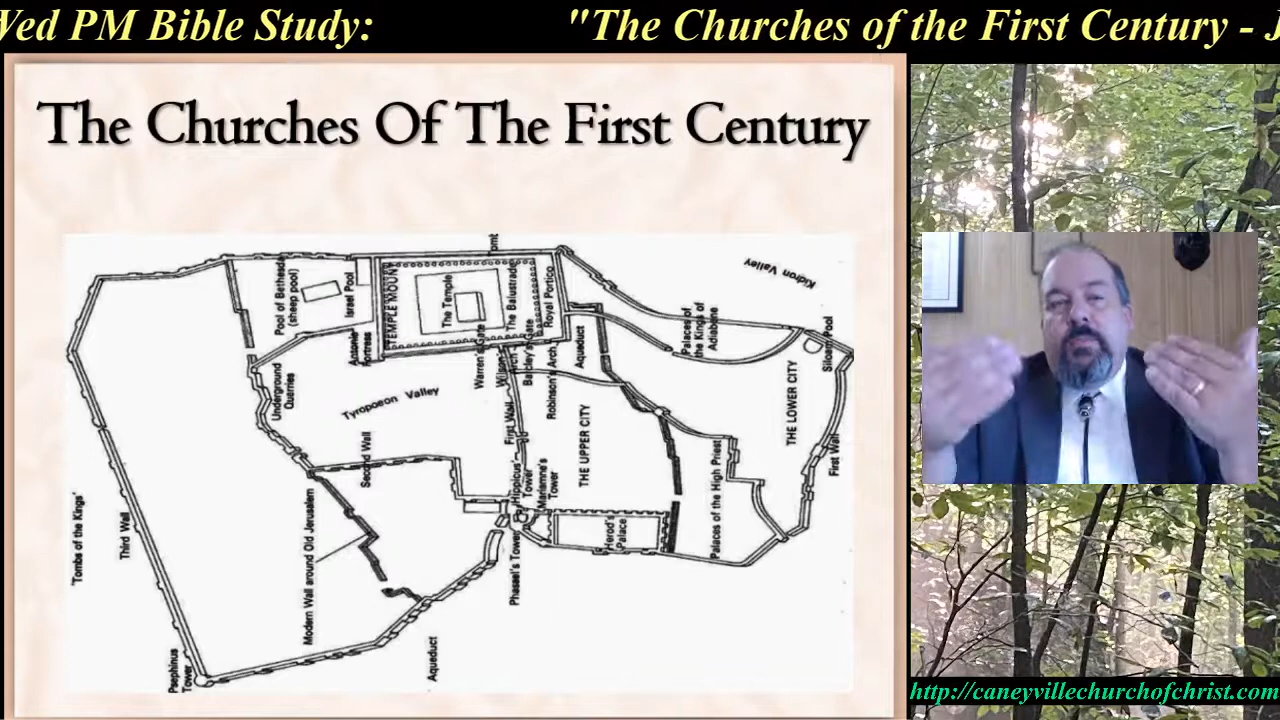 Wed PM Bible Study: "The Churches of the First Century - J
The Churches Of The First Century
Kidron Valley
Pool of Bethesda
(sheep pool)
Israel Pool
TEMPLE MOUNT
The Temple
The Balustrade
Royal Portico
Antonia
Fortress
Warren's Gate
Wilson's
Arch
Barclay's Gate
Robinson's Arch
Aqueduct
Palaces of
the Kings of
Adiabene
Siloam Pool
Underground
Querries
Tyropoeon Valley
First Wall
THE UPPER CITY
THE LOWER CITY
First Wall
Second Wall
Hippicus'
Tower
Mariamne's
Tower
Palaces of the High Priest
'Tombs of the Kings'
Third Wall
Modern Wall around Old Jerusalem
Phasael's Tower
Herod's
Palace
Psephinus
Tower
Aqueduct
http://caneyvillechurchofchrist.com